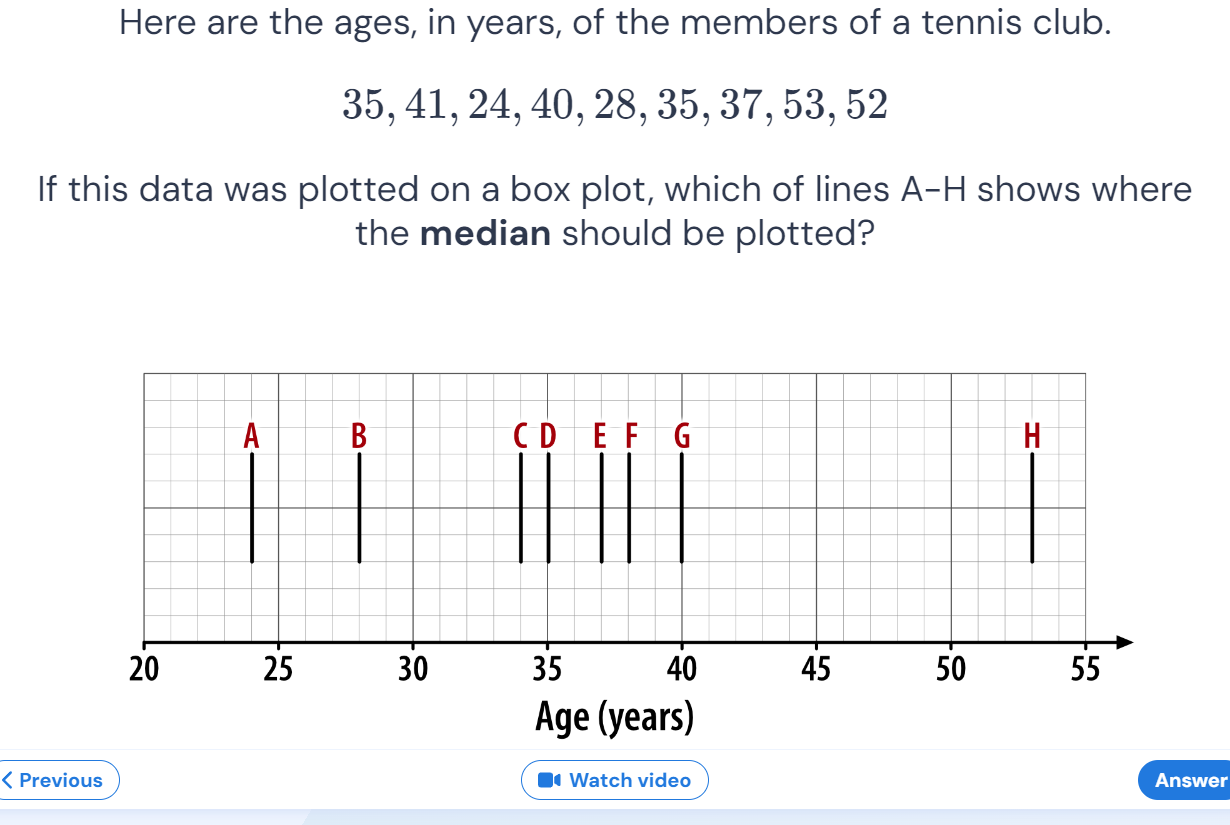 Here are the ages, in years, of the members of a tennis club.
35, 41, 24, 40, 28, 35, 37, 53, 52
If this data was plotted on a box plot, which of lines A–H shows where
the median should be plotted?
A B C D E F G H
20 25 30 35 40 45 50 55
Age (years)
Previous Watch video Answer